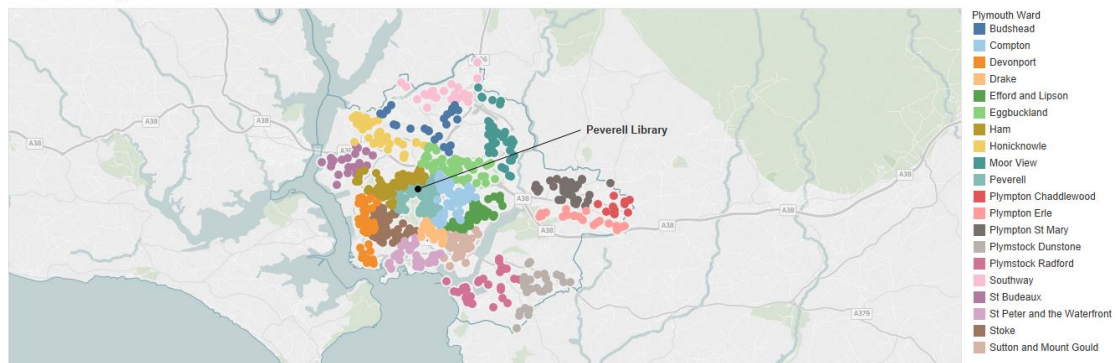 Plymouth Ward
Budshead
Compton
Devonport
Drake
Efford and Lipson
Eggbuckland
Ham
Honicknowle
Moor View
Peverell
Plympton Chaddlewood
Plympton Erle
Plympton St Mary
Plymstock Dunstone
Plymstock Radford
Southway
St Budeaux
St Peter and the Waterfront
Stoke
Sutton and Mount Gould
Peverell Library
A38
A38
A38
A38
A38
A38
A38
A379